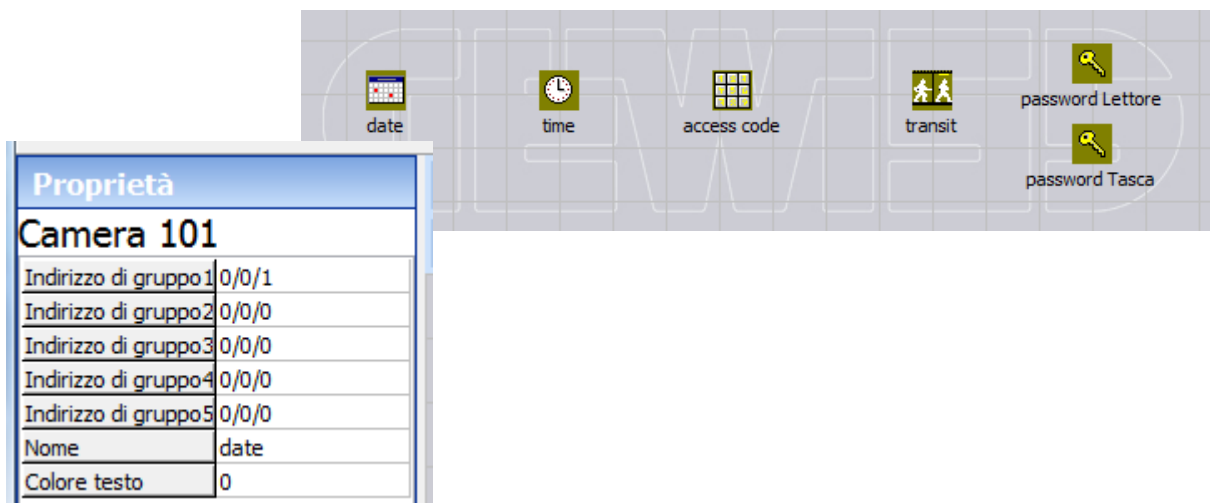 date
time
access code
transit
password Lettore
password Tasca
Proprietà
Camera 101
Indirizzo di gruppo1 0/0/1
Indirizzo di gruppo2 0/0/0
Indirizzo di gruppo3 0/0/0
Indirizzo di gruppo4 0/0/0
Indirizzo di gruppo5 0/0/0
Nome date
Colore testo 0